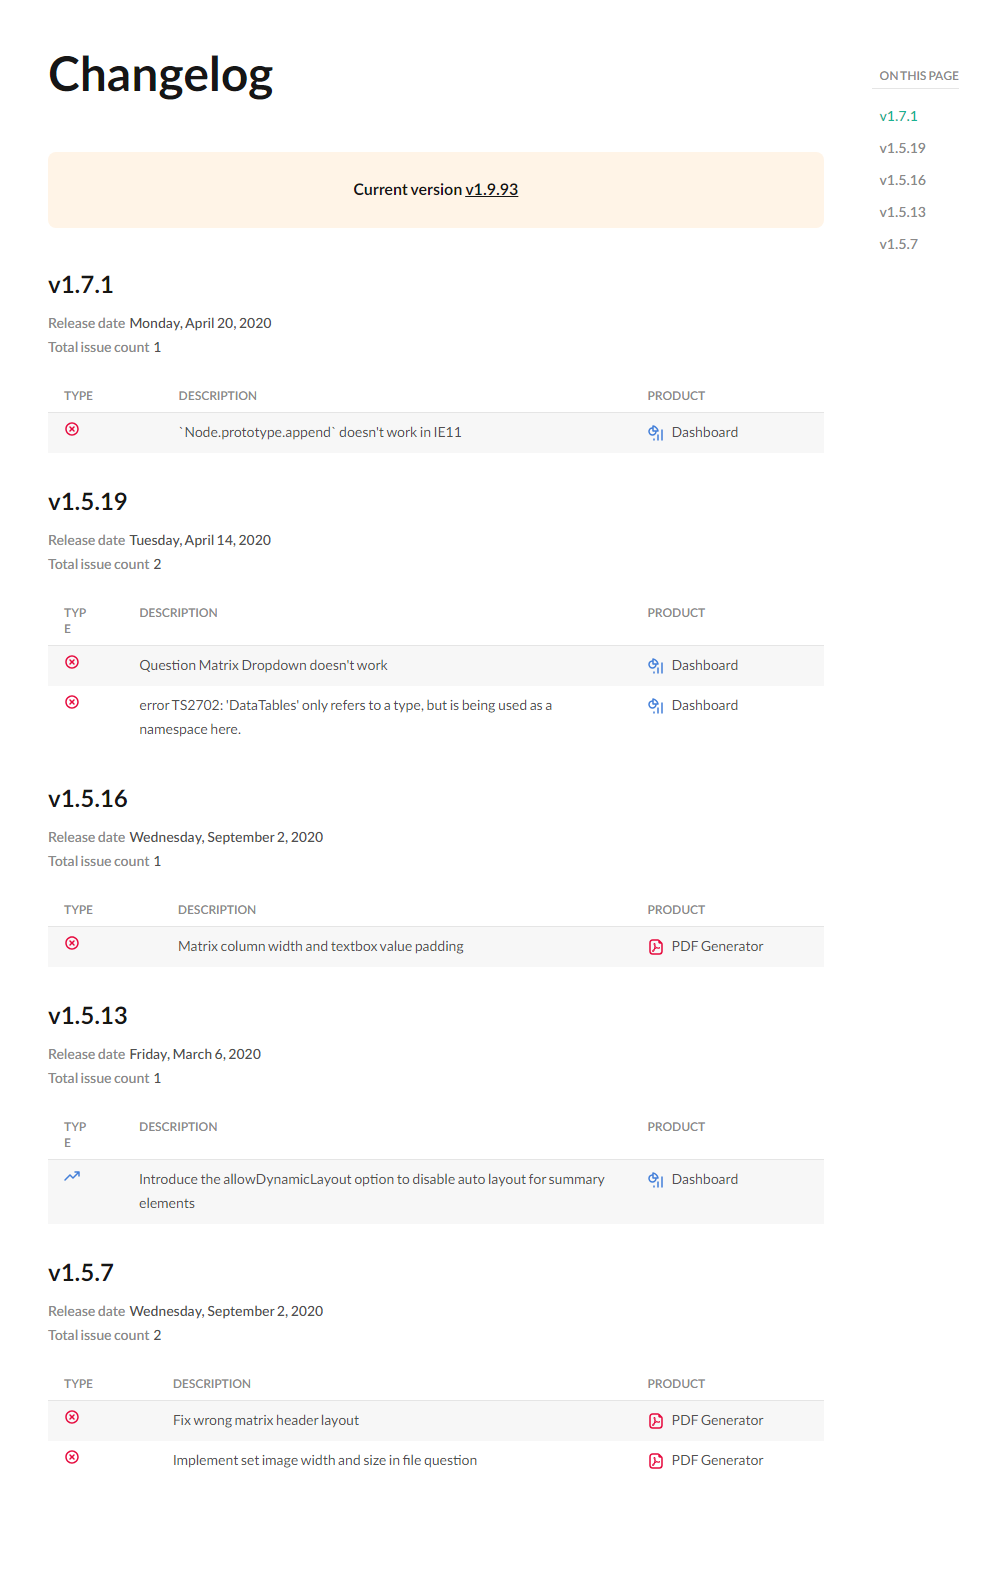 Changelog
ON THIS PAGE
v1.7.1
v1.5.19
v1.5.16
v1.5.13
v1.5.7
Current version v1.9.93
v1.7.1
Release date Monday, April 20, 2020
Total issue count 1
TYPE DESCRIPTION PRODUCT
`Node.prototype.append` doesn't work in IE11 Dashboard
v1.5.19
Release date Tuesday, April 14, 2020
Total issue count 2
TYP DESCRIPTION PRODUCT
E
Question Matrix Dropdown doesn't work Dashboard
error TS2702: 'DataTables' only refers to a type, but is being used as a Dashboard
namespace here.
v1.5.16
Release date Wednesday, September 2, 2020
Total issue count 1
TYPE DESCRIPTION PRODUCT
Matrix column width and textbox value padding PDF Generator
v1.5.13
Release date Friday, March 6, 2020
Total issue count 1
TYP DESCRIPTION PRODUCT
E
Introduce the allowDynamicLayout option to disable auto layout for summary Dashboard
elements
v1.5.7
Release date Wednesday, September 2, 2020
Total issue count 2
TYPE DESCRIPTION PRODUCT
Fix wrong matrix header layout PDF Generator
Implement set image width and size in file question PDF Generator